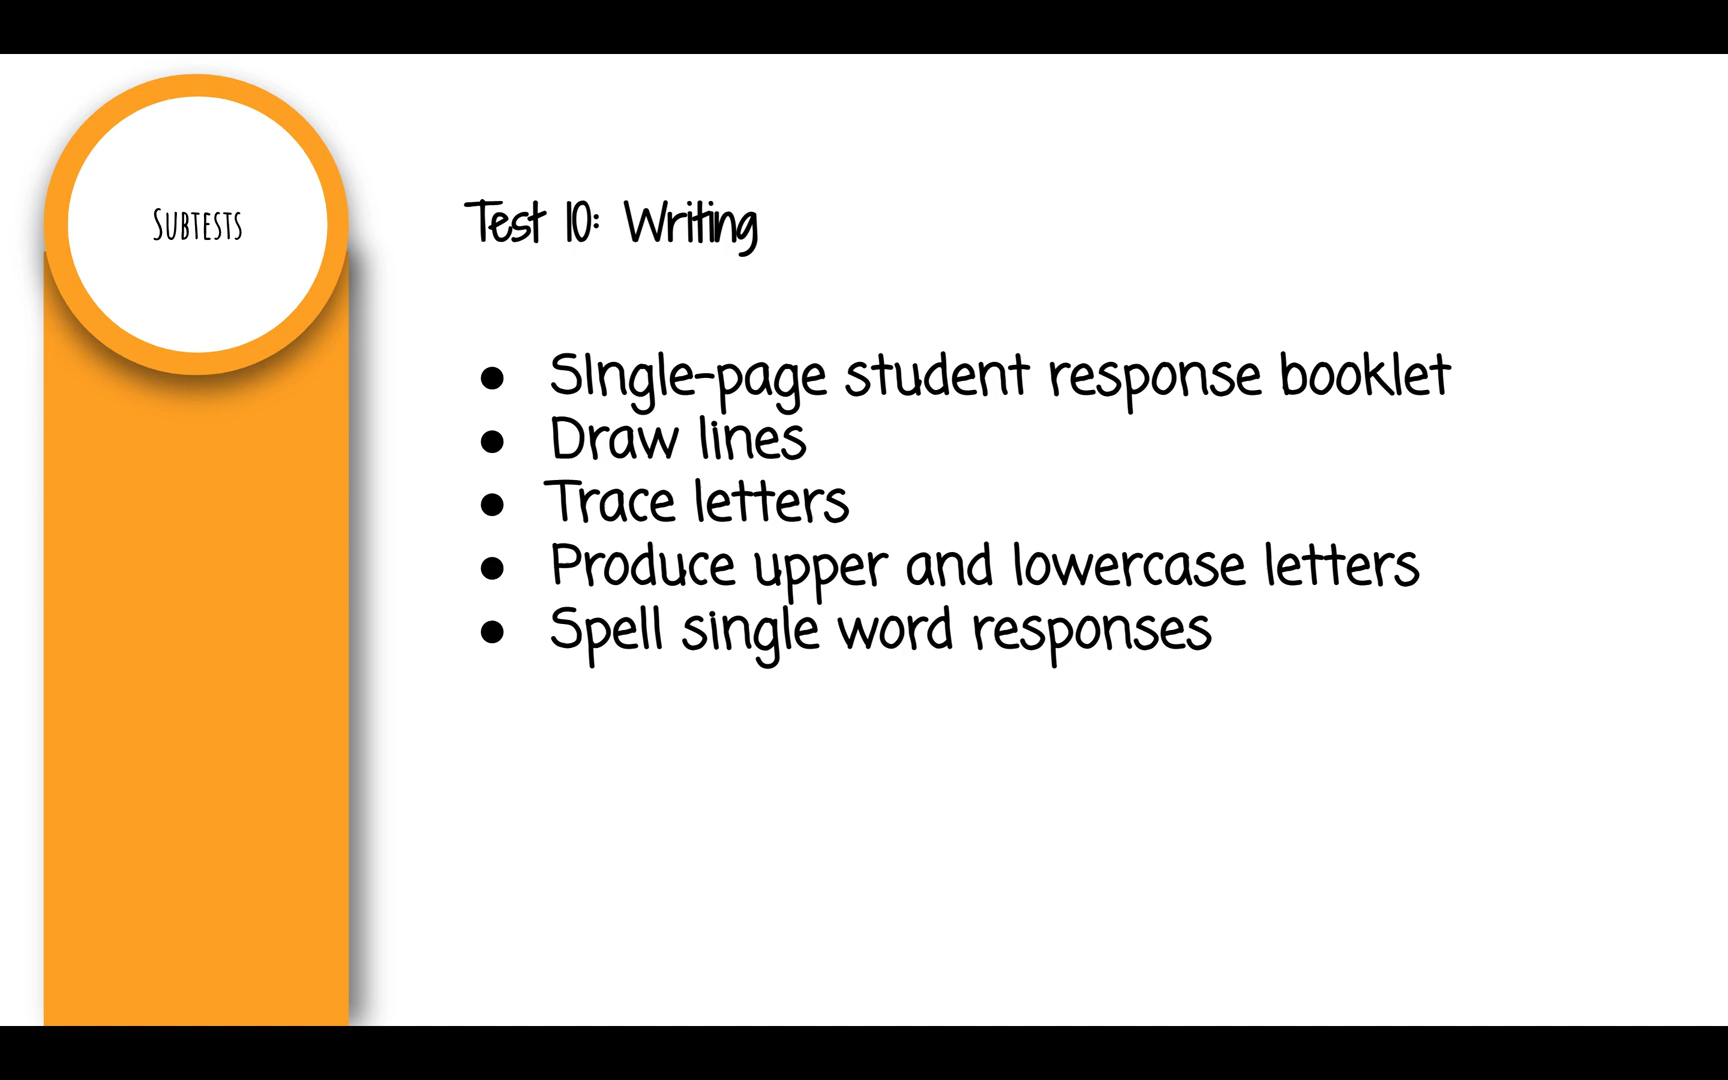 Subtests
Test 10: Writing
● SIngle-page student response booklet
● Draw lines
● Trace letters
● Produce upper and lowercase letters
● Spell single word responses